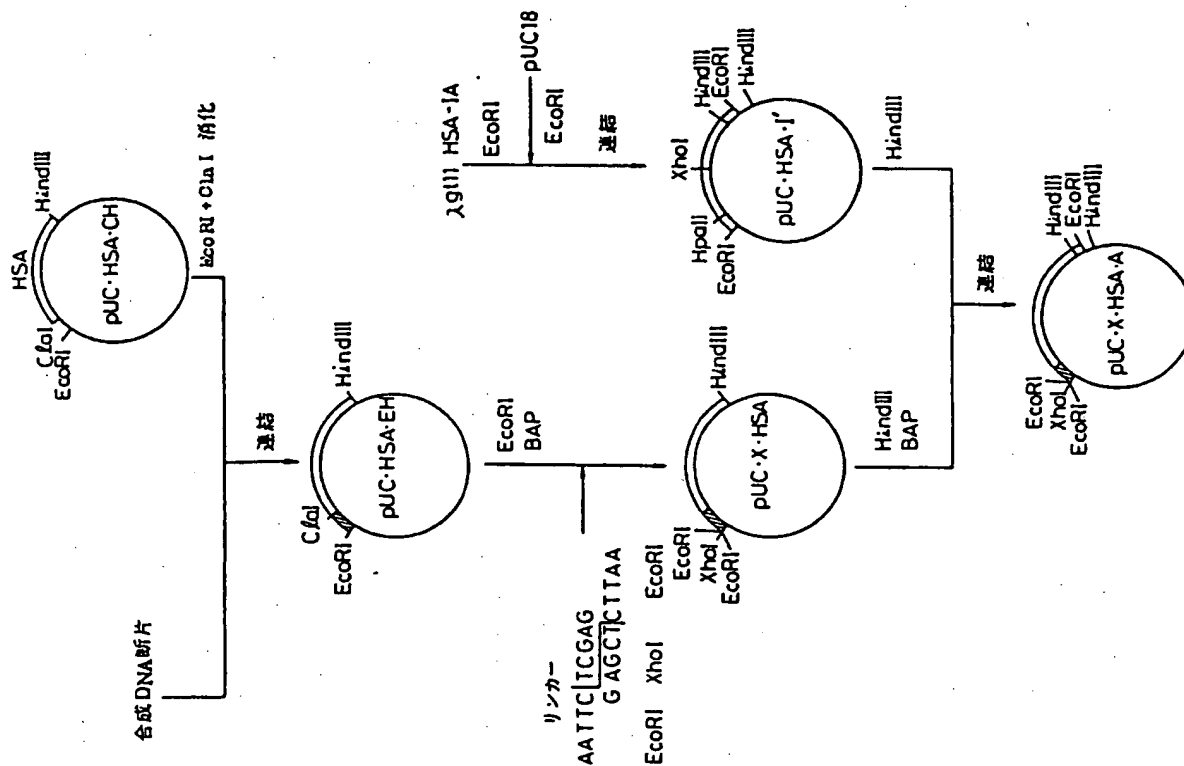 合成DNA断片
HSA
ClaI
EcoRI
HindIII
pUC・HSA・CH
EcoRI + ClaI 消化
連結
ClaI
EcoRI
HindIII
pUC・HSA・EH
EcoRI
BAP
リンカー
AATTCTCGAG
GAGCTCTTAA
EcoRI XhoI EcoRI
EcoRI
XhoI
EcoRI
HindIII
pUC・X・HSA
HindIII
BAP
λgt11 HSA・IA
EcoRI
pUC18
EcoRI
連結
HpaII
EcoRI
XhoI
HindIII
EcoRI
HindIII
pUC・HSA・I'
HindIII
連結
EcoRI
XhoI
EcoRI
HindIII
EcoRI
HindIII
pUC・X・HSA・A